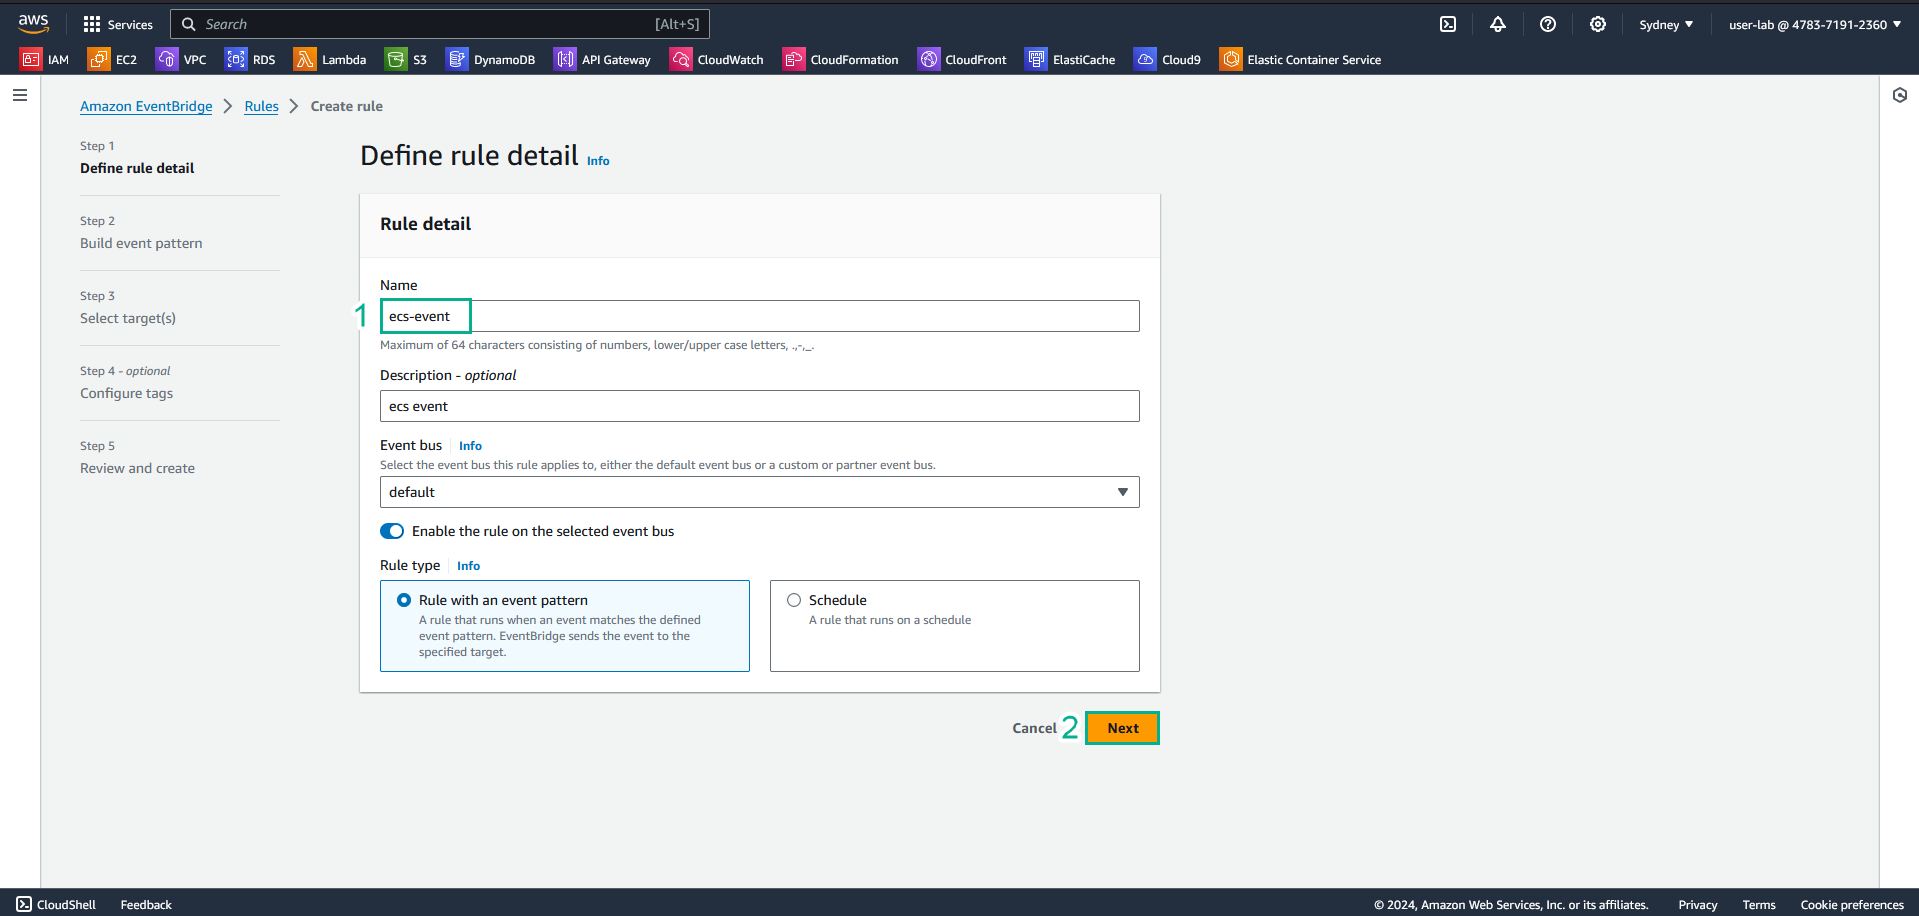 aws
Services
Search
[Alt+S]
Sydney
user-lab @ 4783-7191-2360
IAM
EC2
VPC
RDS
Lambda
S3
DynamoDB
API Gateway
CloudWatch
CloudFormation
CloudFront
ElastiCache
Cloud9
Elastic Container Service
Amazon EventBridge
Rules
Create rule
Step 1
Define rule detail
Step 2
Build event pattern
Step 3
Select target(s)
Step 4 - optional
Configure tags
Step 5
Review and create
Define rule detail Info
Rule detail
Name
1
ecs-event
Maximum of 64 characters consisting of numbers, lower/upper case letters, .,-,_.
Description - optional
ecs event
Event bus
Info
Select the event bus this rule applies to, either the default event bus or a custom or partner event bus.
default
Enable the rule on the selected event bus
Rule type
Info
Rule with an event pattern
A rule that runs when an event matches the defined
event pattern. EventBridge sends the event to the
specified target.
Schedule
A rule that runs on a schedule
Cancel
2
Next
CloudShell
Feedback
© 2024, Amazon Web Services, Inc. or its affiliates.
Privacy
Terms
Cookie preferences